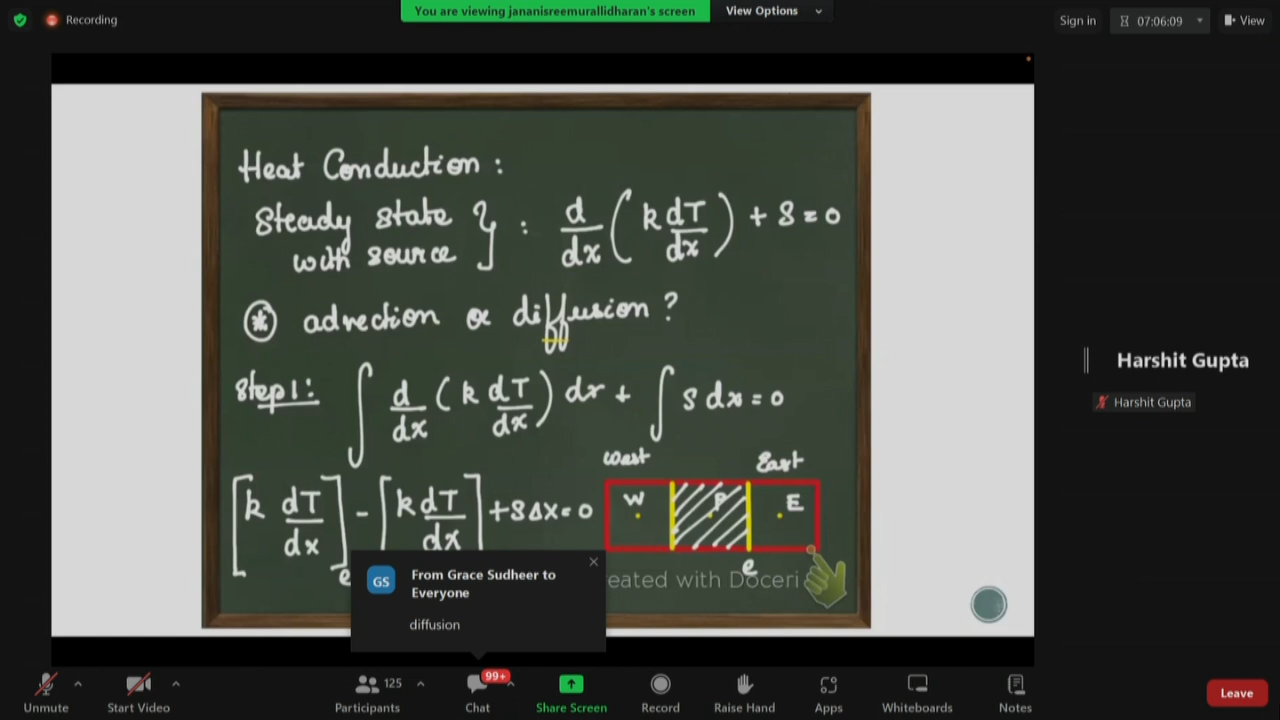 Recording
You are viewing jananisreemurallidharan's screen
View Options
Sign in
07:06:09
View
Heat Conduction :
Steady state
with source } : d/dx ( k dT/dx ) + S = 0
* advection or diffusion ?
Step 1: ∫ d/dx ( k dT/dx ) dx + ∫ S dx = 0
West East
[ k dT/dx ]e - [ k dT/dx ] + S Δx = 0
W P E
e
eated with Doceri
Harshit Gupta
Harshit Gupta
GS
From Grace Sudheer to
Everyone
diffusion
99+
125
Unmute
Start Video
Participants
Chat
Share Screen
Record
Raise Hand
Apps
Whiteboards
Notes
Leave